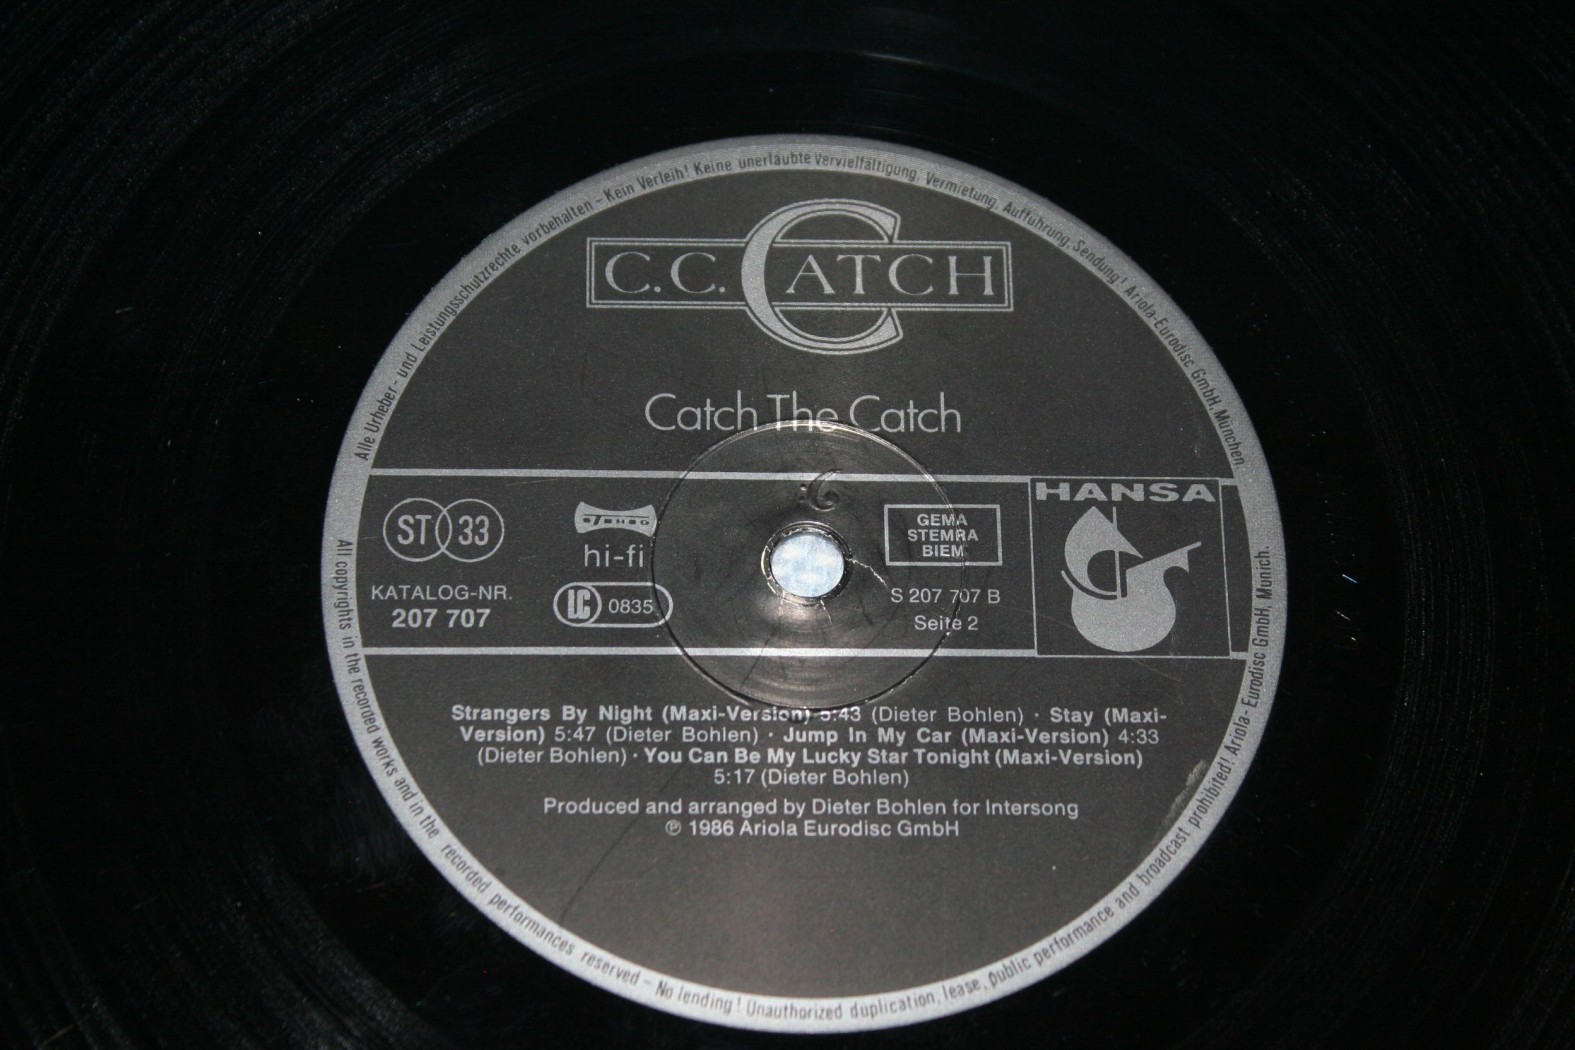 Alle Urheber- und Leistungsschutzrechte vorbehalten - Kein Verleih! Keine unerlaubte Vervielfältigung, Vermietung, Aufführung, Sendung! Ariola-Eurodisc GmbH, München.
C.C. CATCH
Catch The Catch
ST 33
STEREO
hi-fi
KATALOG-NR.
207 707
LC 0835
6
GEMA
STEMRA
BIEM
S 207 707 B
Seite 2
HANSA
Strangers By Night (Maxi-Version) 5:43 (Dieter Bohlen) · Stay (Maxi-
Version) 5:47 (Dieter Bohlen) · Jump In My Car (Maxi-Version) 4:33
(Dieter Bohlen) · You Can Be My Lucky Star Tonight (Maxi-Version)
5:17 (Dieter Bohlen)
Produced and arranged by Dieter Bohlen for Intersong
℗ 1986 Ariola Eurodisc GmbH
All copyrights in the recorded works and in the recorded performances reserved - No lending! Unauthorized duplication, lease, public performance and broadcast prohibited! Ariola- Eurodisc GmbH, Munich.